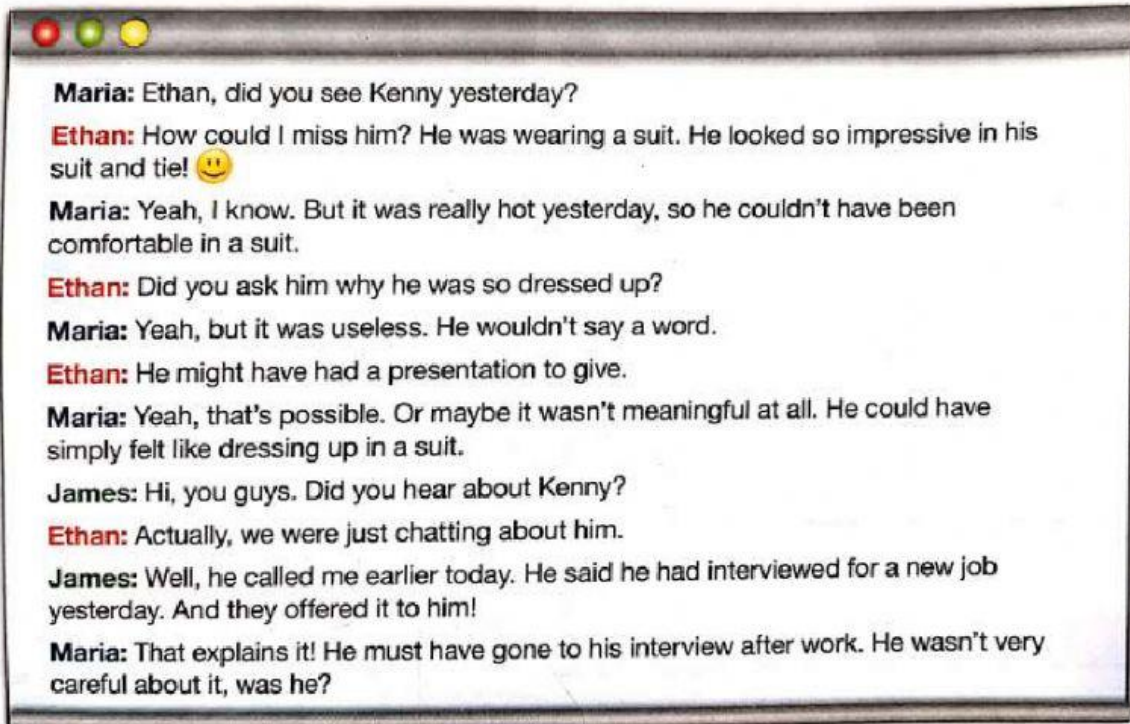 Maria: Ethan, did you see Kenny yesterday?
Ethan: How could I miss him? He was wearing a suit. He looked so impressive in his
suit and tie!
Maria: Yeah, I know. But it was really hot yesterday, so he couldn't have been
comfortable in a suit.
Ethan: Did you ask him why he was so dressed up?
Maria: Yeah, but it was useless. He wouldn't say a word.
Ethan: He might have had a presentation to give.
Maria: Yeah, that's possible. Or maybe it wasn't meaningful at all. He could have
simply felt like dressing up in a suit.
James: Hi, you guys. Did you hear about Kenny?
Ethan: Actually, we were just chatting about him.
James: Well, he called me earlier today. He said he had interviewed for a new job
yesterday. And they offered it to him!
Maria: That explains it! He must have gone to his interview after work. He wasn't very
careful about it, was he?